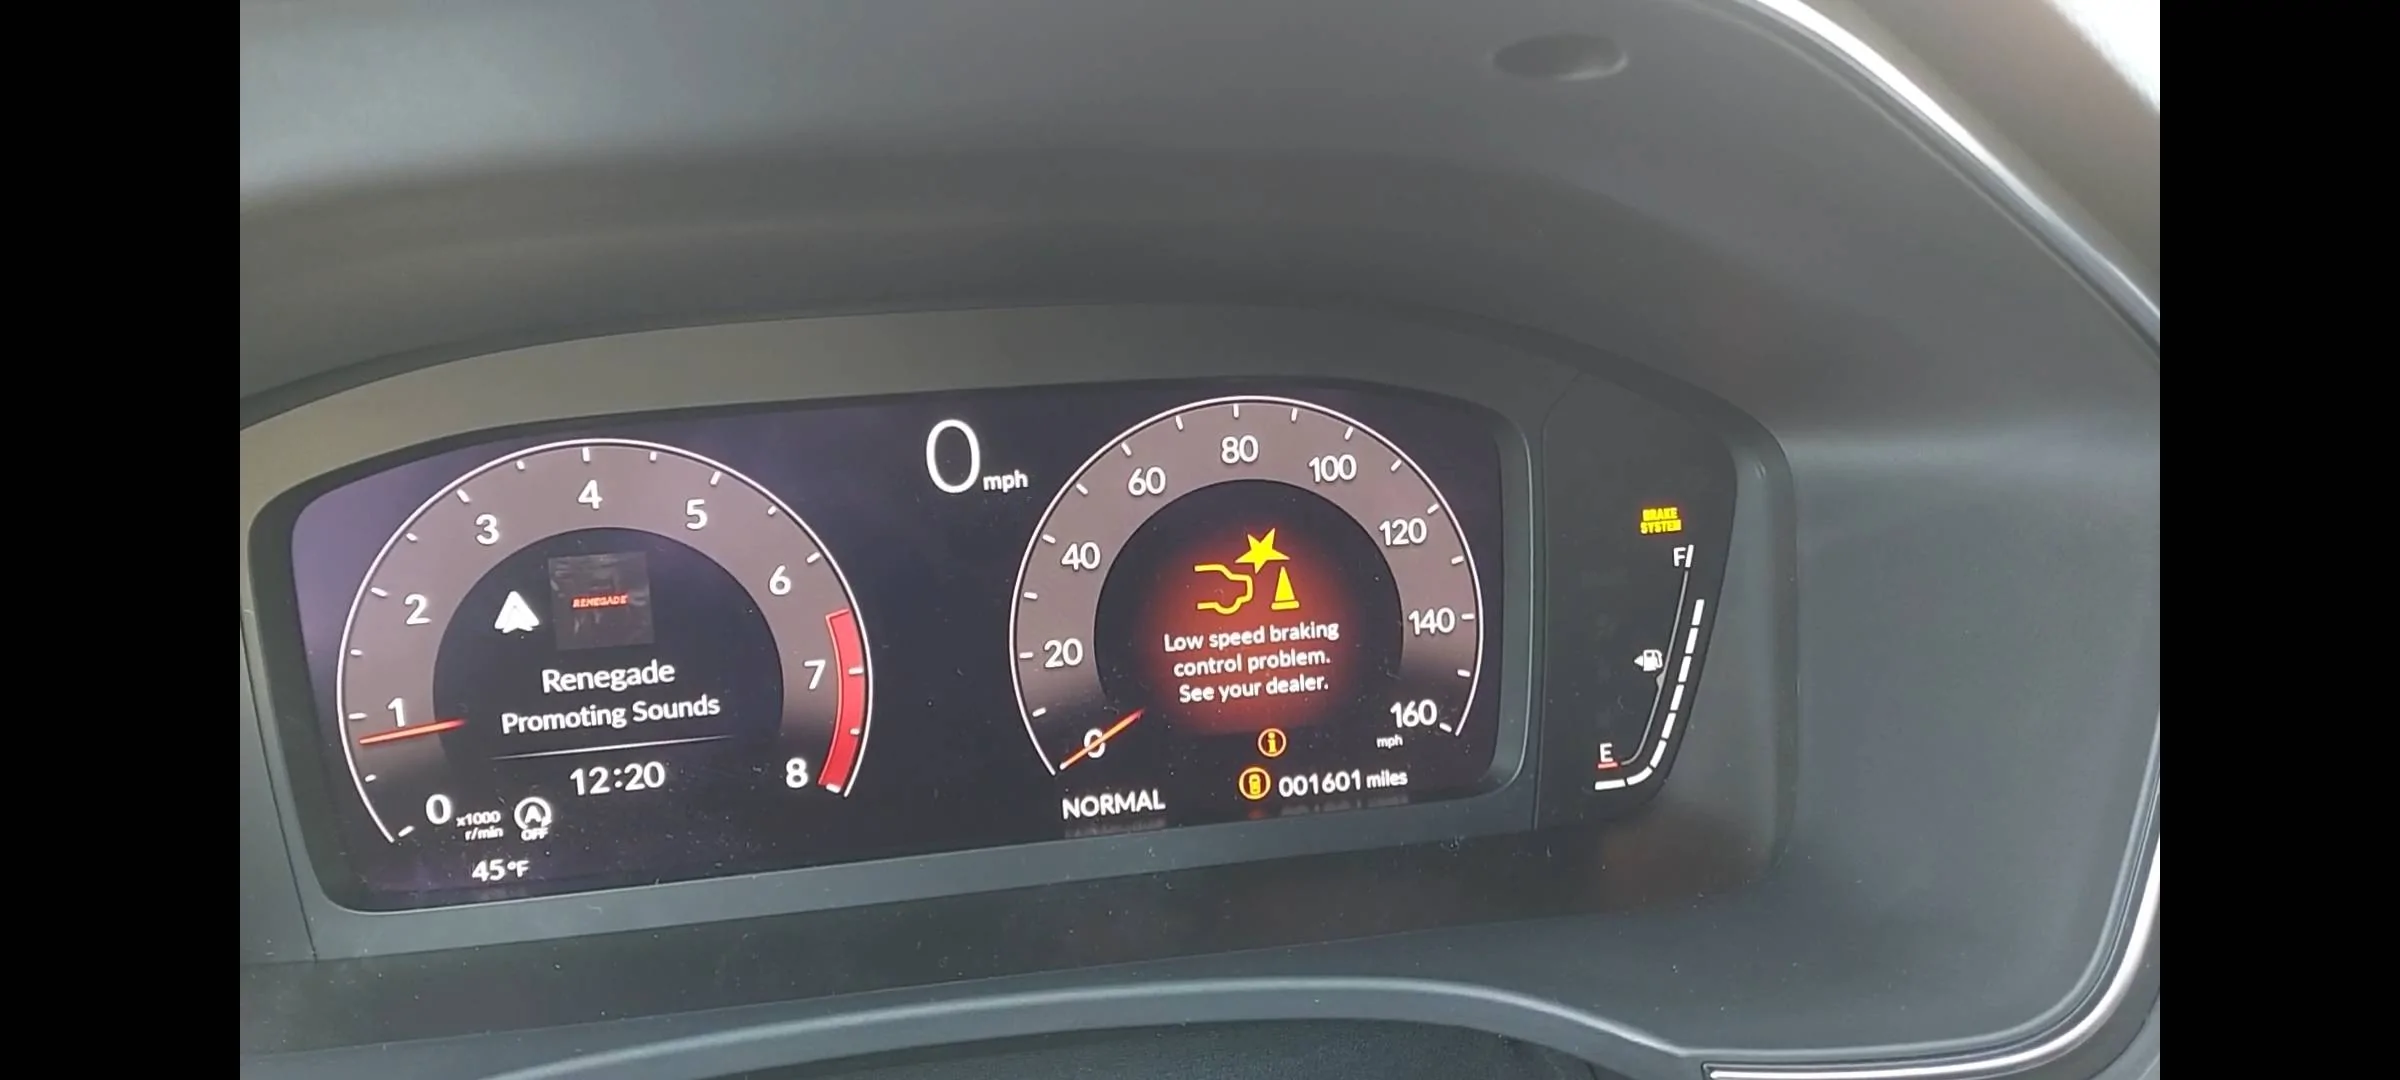 0 mph
0
1
2
3
4
5
6
7
8
x1000
r/min
RENEGADE
Renegade
Promoting Sounds
12:20
A
OFF
45°F
0
20
40
60
80
100
120
140
160
mph
Low speed braking
control problem.
See your dealer.
i
NORMAL
001601 miles
BRAKE
SYSTEM
F
E